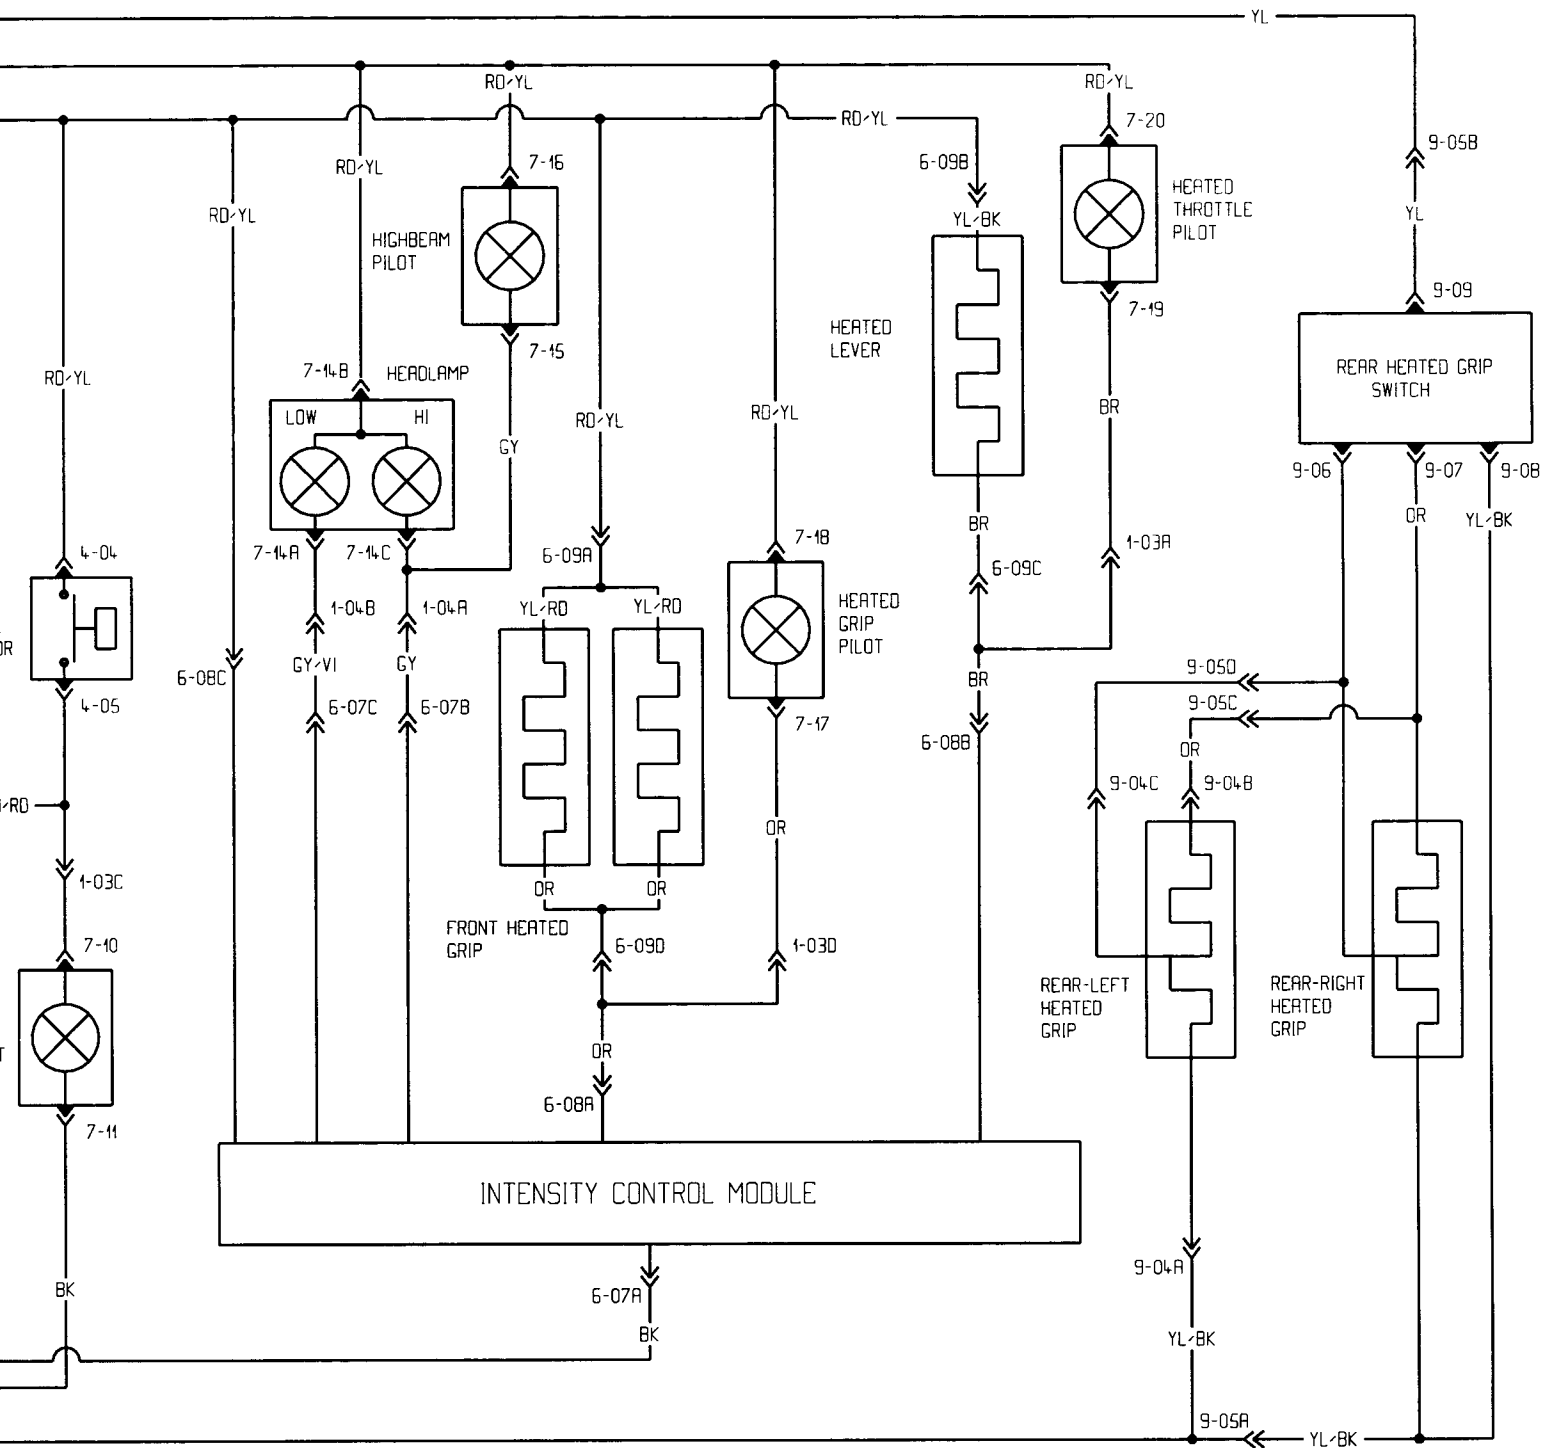 YL
RD/YL
RD/YL
RD/YL
7-20
9-05B
RD/YL
7-16
6-09B
HEATED
THROTTLE
PILOT
RD/YL
YL/BK
YL
HIGHBEAM
PILOT
9-09
7-19
HEATED
LEVER
7-15
RD/YL
7-14B
HEADLAMP
REAR HEATED GRIP
SWITCH
LOW
HI
BR
RD/YL
RD/YL
GY
9-06
9-07
9-08
OR
YL/BK
BR
4-04
7-14A
7-14C
6-09A
7-18
1-03A
6-09C
1-04B
1-04A
YL/RD
YL/RD
HEATED
GRIP
PILOT
OR
GY/VI
GY
6-08C
BR
9-05D
4-05
6-07C
6-07B
7-17
9-05C
6-08B
OR
9-04C
9-04B
/RD
OR
1-03C
OR
OR
FRONT HEATED
GRIP
7-10
6-09D
1-03D
REAR-LEFT
HEATED
GRIP
REAR-RIGHT
HEATED
GRIP
T
OR
6-08A
7-11
INTENSITY CONTROL MODULE
9-04A
BK
6-07A
BK
YL/BK
9-05A
YL/BK